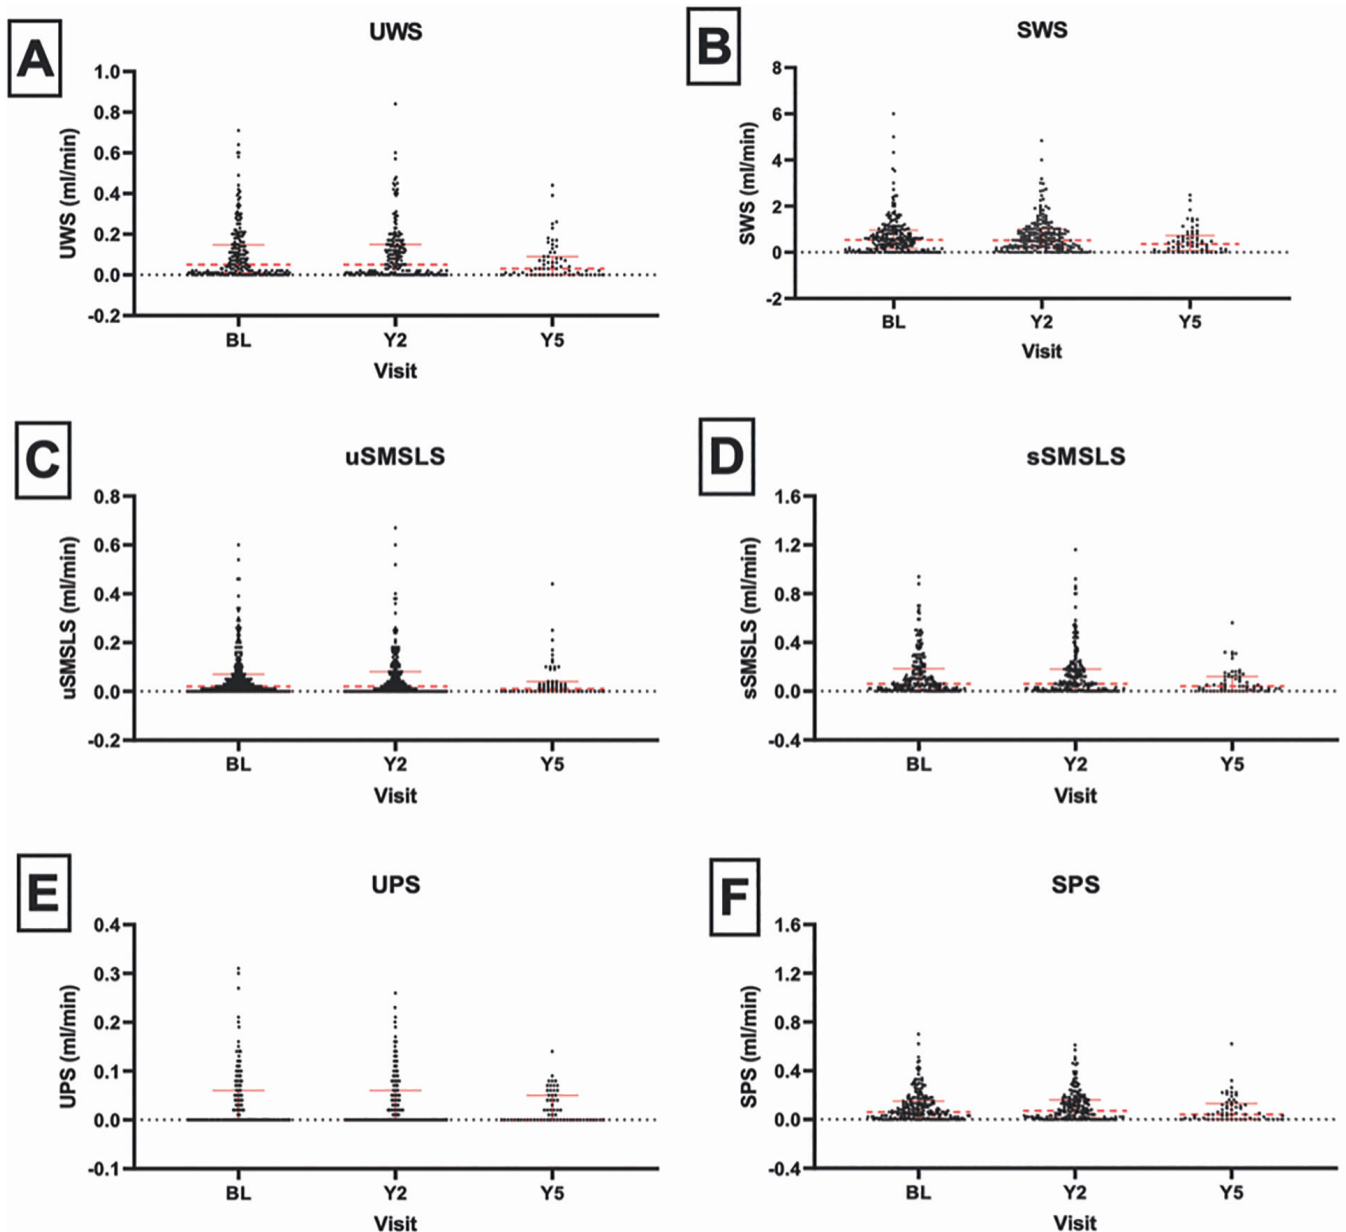 A
UWS
1.0
0.8
0.6
0.4
0.2
0.0
-0.2
UWS (ml/min)
BL Y2 Y5
Visit
B
SWS
8
6
4
2
0
-2
SWS (ml/min)
BL Y2 Y5
Visit
C
uSMSLS
0.8
0.6
0.4
0.2
0.0
-0.2
uSMSLS (ml/min)
BL Y2 Y5
Visit
D
sSMSLS
1.6
1.2
0.8
0.4
0.0
-0.4
sSMSLS (ml/min)
BL Y2 Y5
Visit
E
UPS
0.4
0.3
0.2
0.1
0.0
-0.1
UPS (ml/min)
BL Y2 Y5
Visit
F
SPS
1.6
1.2
0.8
0.4
0.0
-0.4
SPS (ml/min)
BL Y2 Y5
Visit